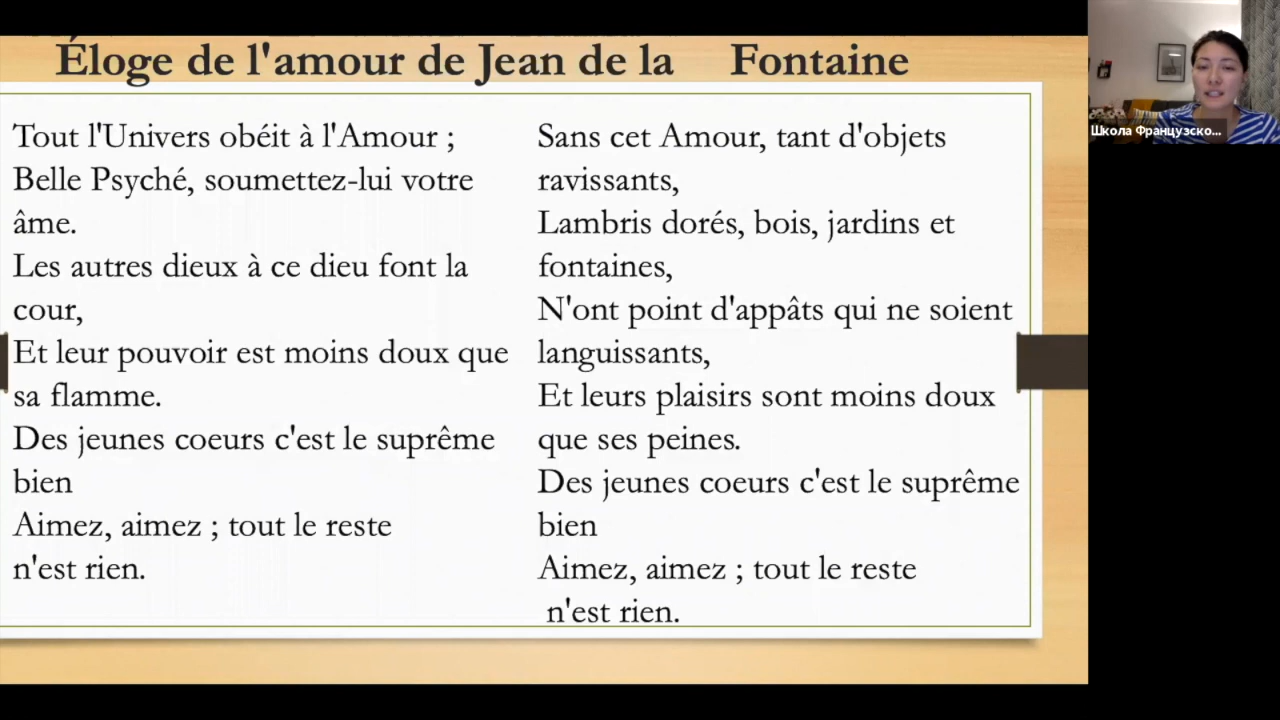 Éloge de l'amour de Jean de la Fontaine
Tout l'Univers obéit à l'Amour ;
Belle Psyché, soumettez-lui votre
âme.
Les autres dieux à ce dieu font la
cour,
Et leur pouvoir est moins doux que
sa flamme.
Des jeunes coeurs c'est le suprême
bien
Aimez, aimez ; tout le reste
n'est rien.
Sans cet Amour, tant d'objets
ravissants,
Lambris dorés, bois, jardins et
fontaines,
N'ont point d'appâts qui ne soient
languissants,
Et leurs plaisirs sont moins doux
que ses peines.
Des jeunes coeurs c'est le suprême
bien
Aimez, aimez ; tout le reste
n'est rien.
Школа Французско...